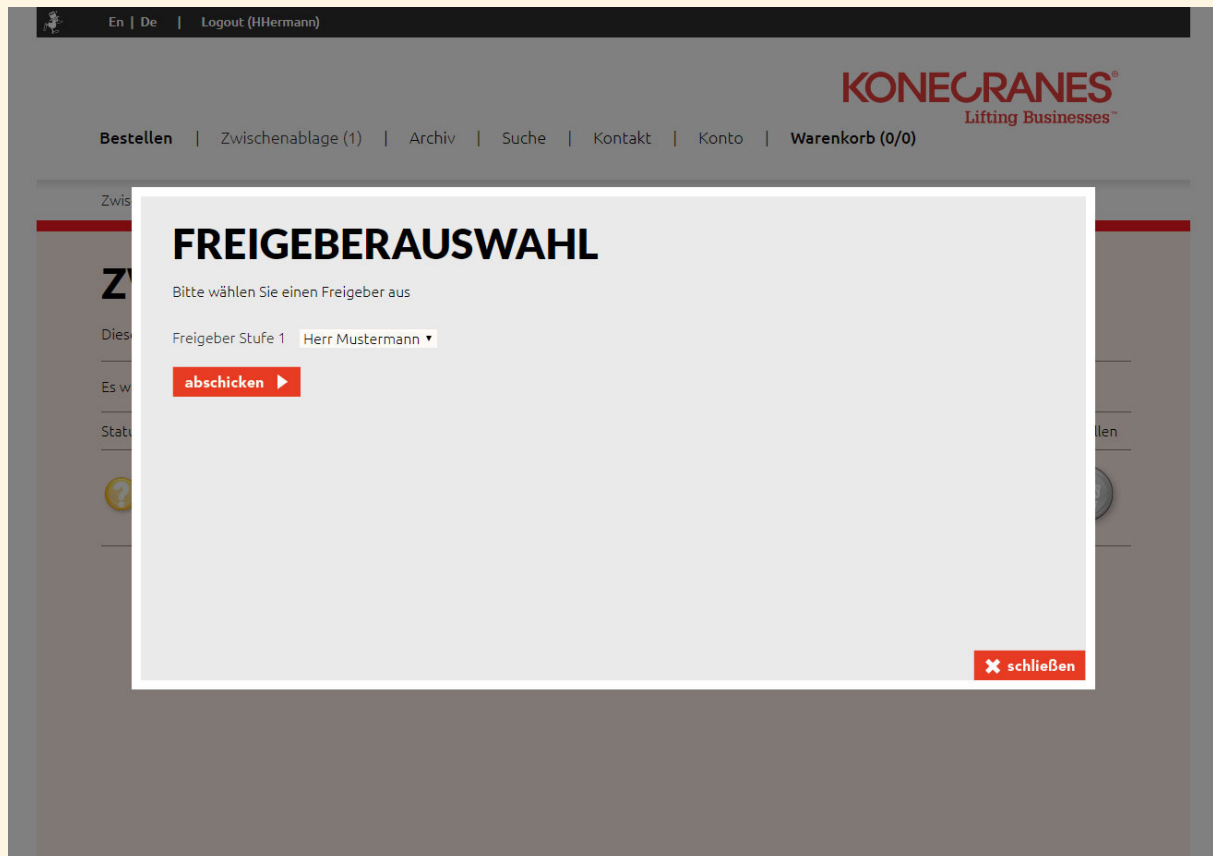 En | De | Logout (HHermann)
KONECRANES®
Lifting Businesses™
Bestellen | Zwischenablage (1) | Archiv | Suche | Kontakt | Konto | Warenkorb (0/0)
FREIGEBERAUSWAHL
Bitte wählen Sie einen Freigeber aus
Freigeber Stufe 1 Herr Mustermann
abschicken
schließen